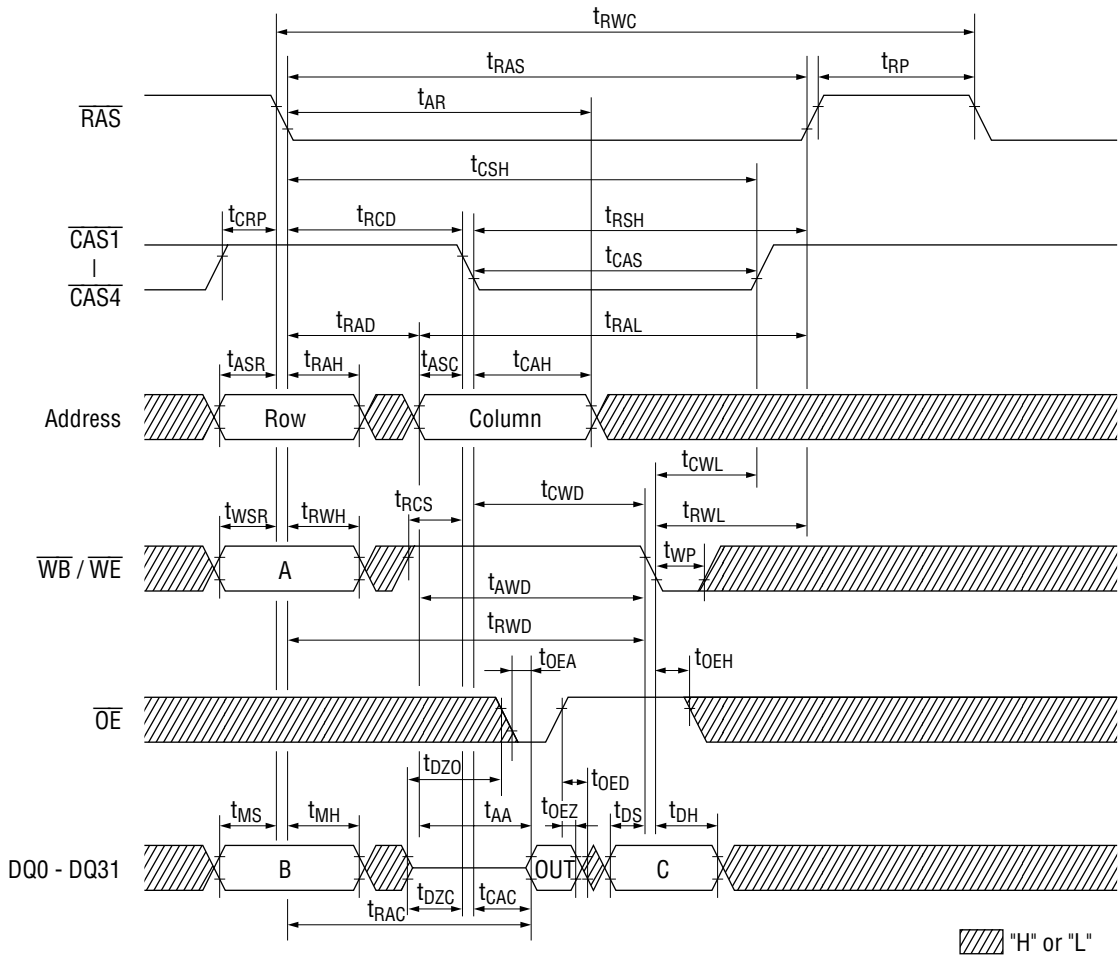 tRWC
tRAS
tRP
tAR
RAS
tCSH
tCRP
tRCD
tRSH
CAS1
tCAS
CAS4
tRAD
tRAL
tASR
tRAH
tASC
tCAH
Address
Row
Column
tCWL
tRCS
tCWD
tWSR
tRWH
tRWL
tWP
WB / WE
A
tAWD
tRWD
tOEA
tOEH
OE
tDZO
tOED
tMS
tMH
tAA
tOEZ
tDS
tDH
DQ0 - DQ31
B
OUT
C
tDZC
tCAC
tRAC
"H" or "L"